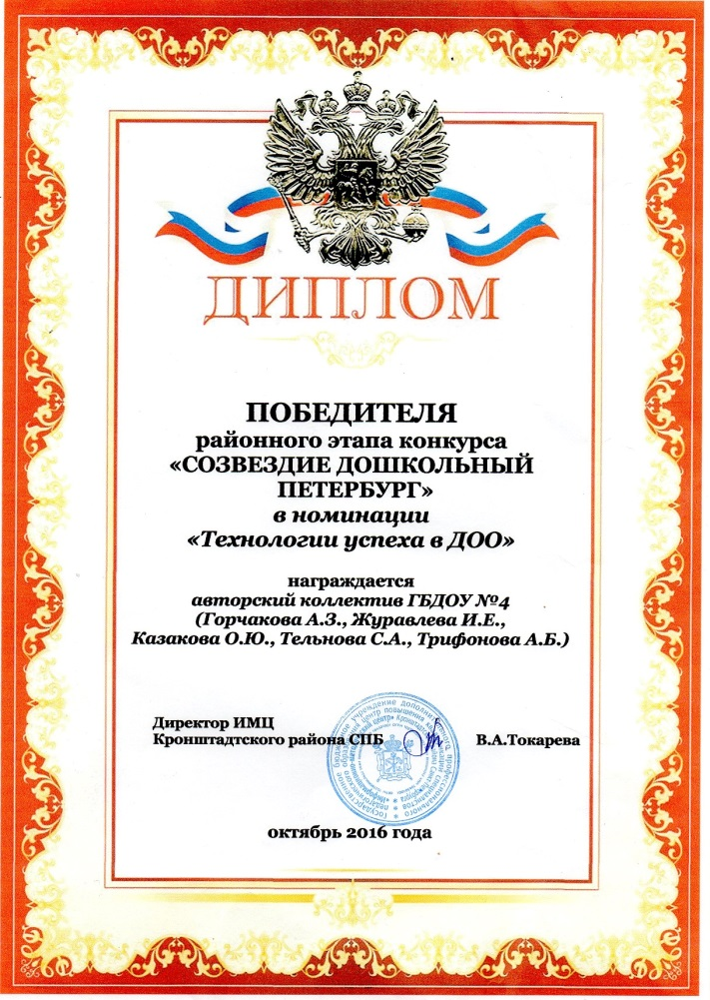 ДИПЛОМ
ПОБЕДИТЕЛЯ
районного этапа конкурса
«СОЗВЕЗДИЕ ДОШКОЛЬНЫЙ
ПЕТЕРБУРГ»
в номинации
«Технологии успеха в ДОО»
награждается
авторский коллектив ГБДОУ №4
(Горчакова А.З., Журавлева И.Е.,
Казакова О.Ю., Тельнова С.А., Трифонова А.Б.)
Директор ИМЦ
Кронштадтского района СПБ В.А.Токарева
октябрь 2016 года